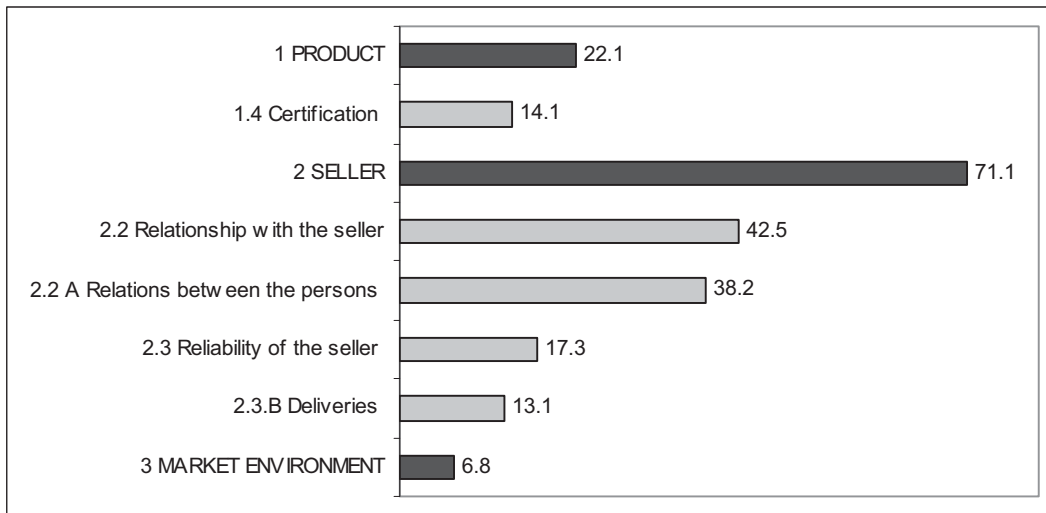 1 PRODUCT 22.1
1.4 Certification 14.1
2 SELLER 71.1
2.2 Relationship with the seller 42.5
2.2 A Relations between the persons 38.2
2.3 Reliability of the seller 17.3
2.3.B Deliveries 13.1
3 MARKET ENVIRONMENT 6.8